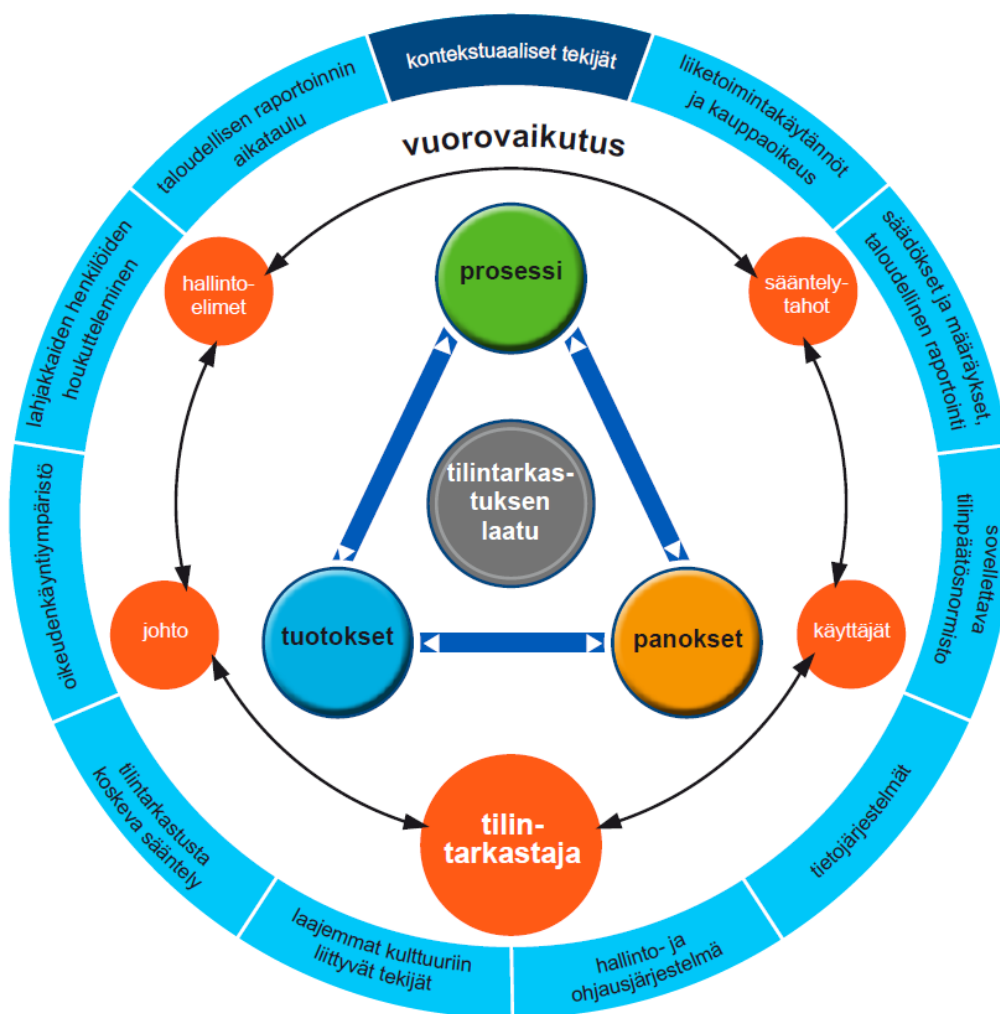 kontekstuaaliset tekijät
liiketoimintakäytännöt
ja kauppaoikeus
säädökset ja määräykset,
taloudellinen raportointi
sovellettava
tilinpäätösnormisto
tietojärjestelmät
hallinto- ja
ohjausjärjestelmä
laajemmat kulttuuriin
liittyvät tekijät
tilintarkastusta
koskeva sääntely
oikeudenkäyntiympäristö
lahjakkaiden henkilöiden
houkutteleminen
taloudellisen raportoinnin
aikataulu
vuorovaikutus
prosessi
hallinto-
elimet
sääntely-
tahot
tilintarkas-
tuksen
laatu
johto
tuotokset
panokset
käyttäjät
tilin-
tarkastaja